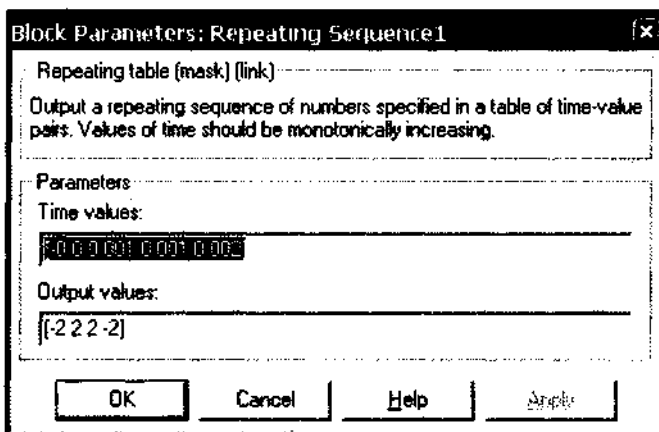 Block Parameters: Repeating Sequence1
Repeating table (mask) (link)
Output a repeating sequence of numbers specified in a table of time-value
pairs. Values of time should be monotonically increasing.
Parameters
Time values:
Output values:
[-2 2 2 -2]
OK
Cancel
Help
Apply